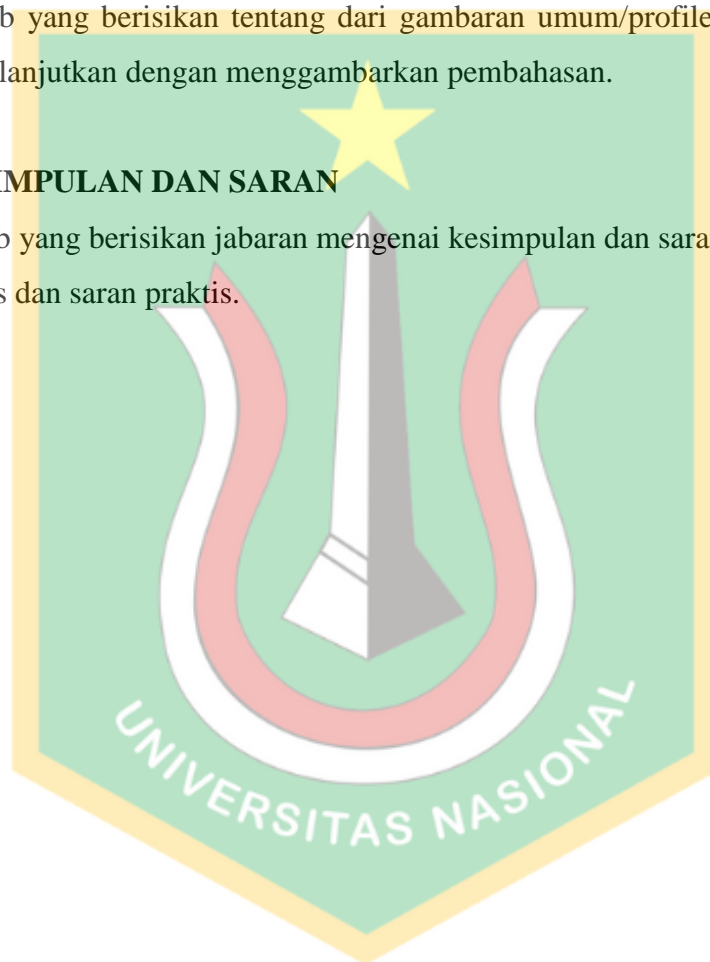 b yang berisikan tentang dari gambaran umum/profile
lanjutkan dengan menggambarkan pembahasan.
IMPULAN DAN SARAN
b yang berisikan jabaran mengenai kesimpulan dan sara
s dan saran praktis.
UNIVERSITAS NASIONAL